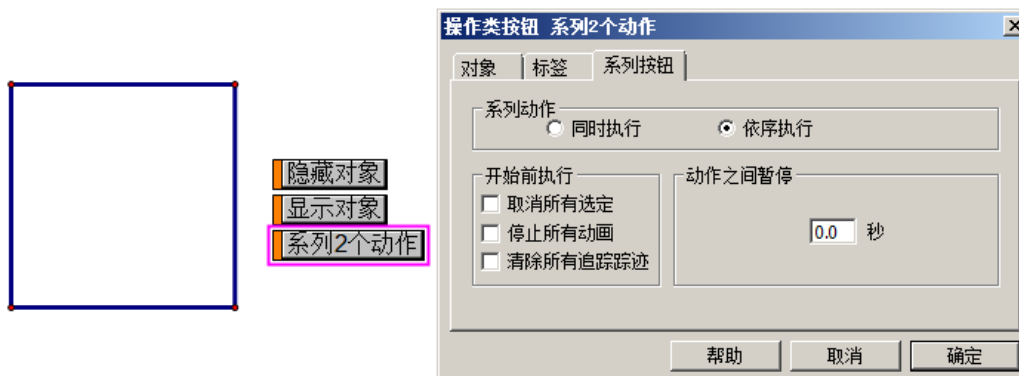 操作类按钮 系列2个动作
对象 标签 系列按钮
系列动作
同时执行 依序执行
隐藏对象
显示对象
系列2个动作
开始前执行
取消所有选定
停止所有动画
清除所有追踪踪迹
动作之间暂停
0.0 秒
帮助 取消 确定